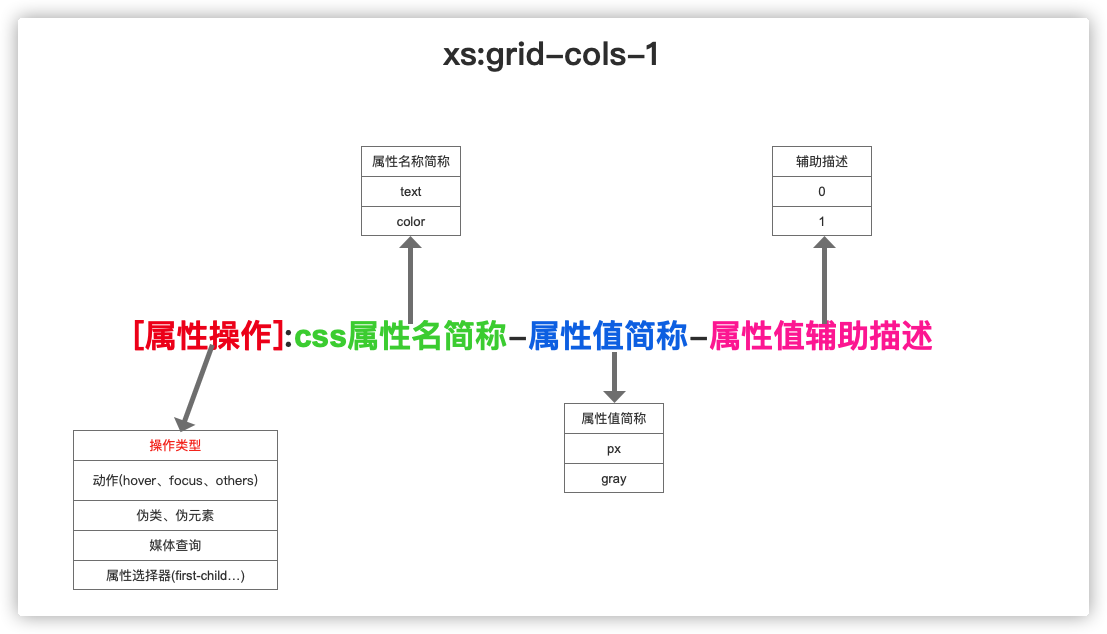 xs:grid-cols-1
属性名称简称
text
color
辅助描述
0
1
[属性操作]:css属性名简称-属性值简称-属性值辅助描述
操作类型
动作(hover、focus、others)
伪类、伪元素
媒体查询
属性选择器(first-child...)
属性值简称
px
gray